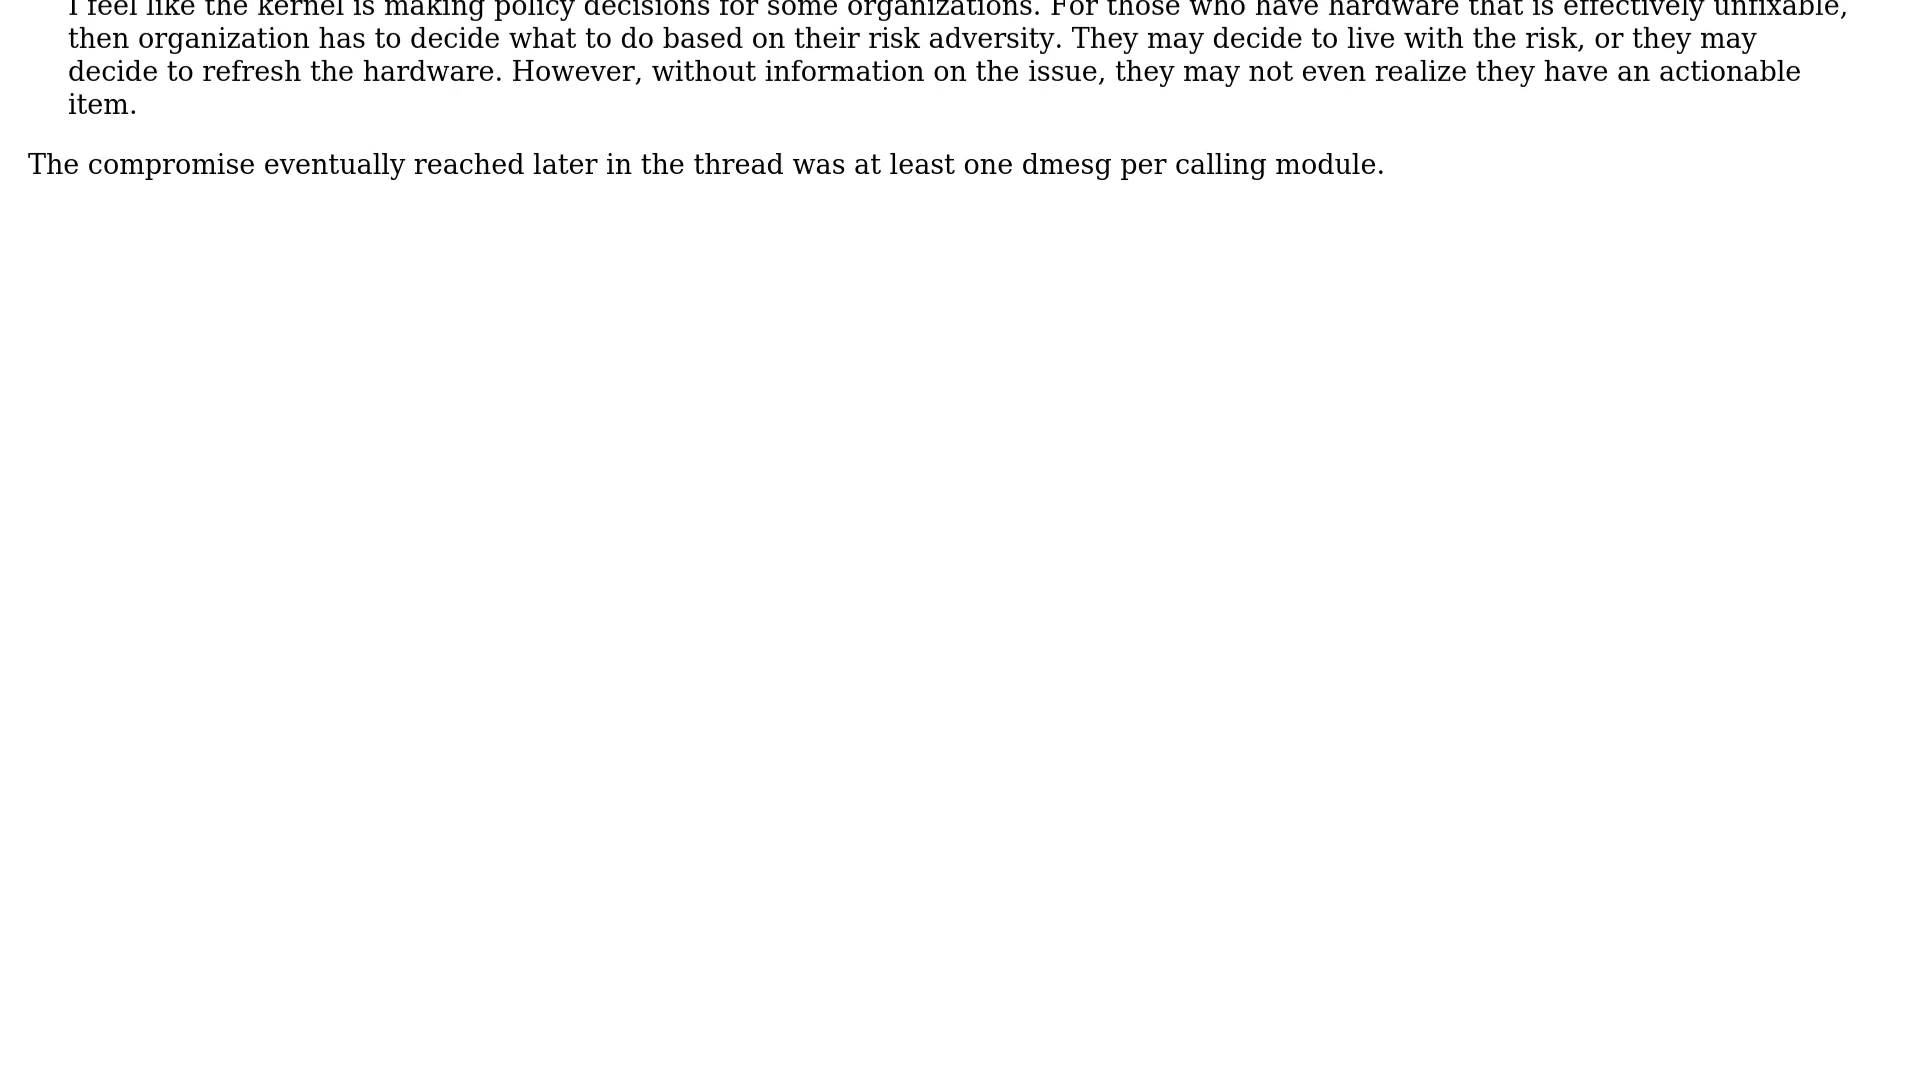 I feel like the kernel is making policy decisions for some organizations. For those who have hardware that is effectively unfixable,
then organization has to decide what to do based on their risk adversity. They may decide to live with the risk, or they may
decide to refresh the hardware. However, without information on the issue, they may not even realize they have an actionable
item.
The compromise eventually reached later in the thread was at least one dmesg per calling module.